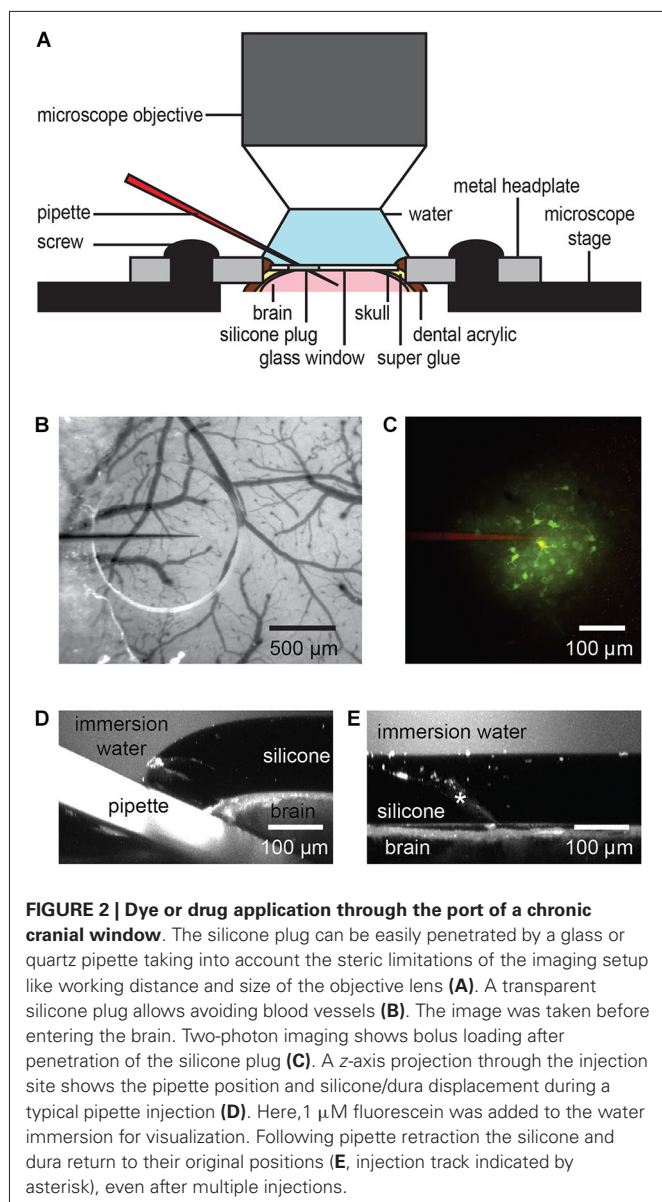 A
microscope objective
pipette
screw
water
metal headplate
microscope
stage
brain
silicone plug
glass window
skull
super glue
dental acrylic
B
500 µm
C
100 µm
D
immersion
water
silicone
pipette
brain
100 µm
E
immersion water
silicone
*
brain
100 µm
FIGURE 2 | Dye or drug application through the port of a chronic
cranial window. The silicone plug can be easily penetrated by a glass or
quartz pipette taking into account the steric limitations of the imaging setup
like working distance and size of the objective lens (A). A transparent
silicone plug allows avoiding blood vessels (B). The image was taken before
entering the brain. Two-photon imaging shows bolus loading after
penetration of the silicone plug (C). A z-axis projection through the injection
site shows the pipette position and silicone/dura displacement during a
typical pipette injection (D). Here,1 µM fluorescein was added to the water
immersion for visualization. Following pipette retraction the silicone and
dura return to their original positions (E, injection track indicated by
asterisk), even after multiple injections.